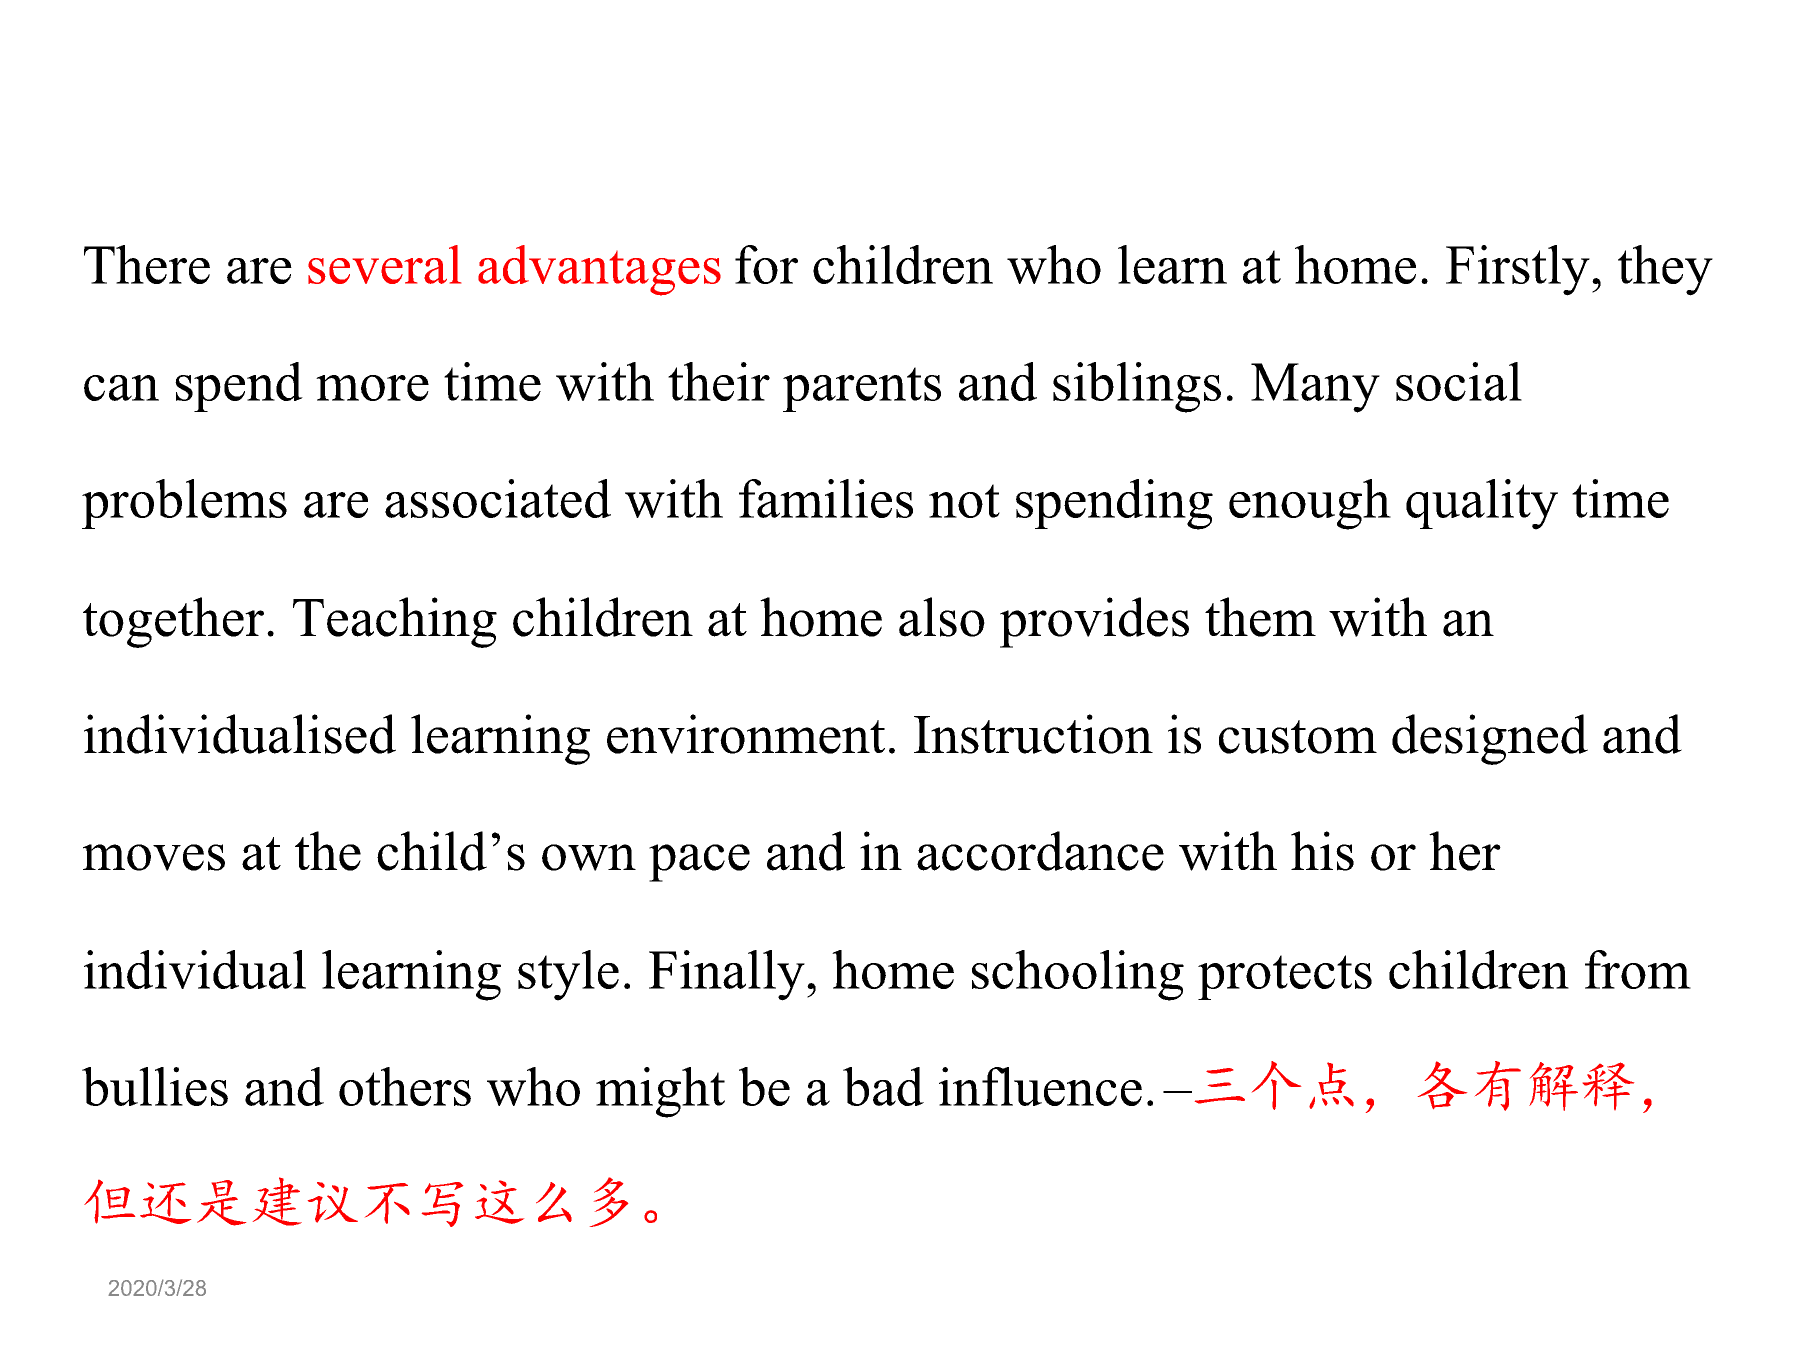 There are several advantages for children who learn at home. Firstly, they
can spend more time with their parents and siblings. Many social
problems are associated with families not spending enough quality time
together. Teaching children at home also provides them with an
individualised learning environment. Instruction is custom designed and
moves at the child’s own pace and in accordance with his or her
individual learning style. Finally, home schooling protects children from
bullies and others who might be a bad influence. –三个点，各有解释，
但还是建议不写这么多。
2020/3/28